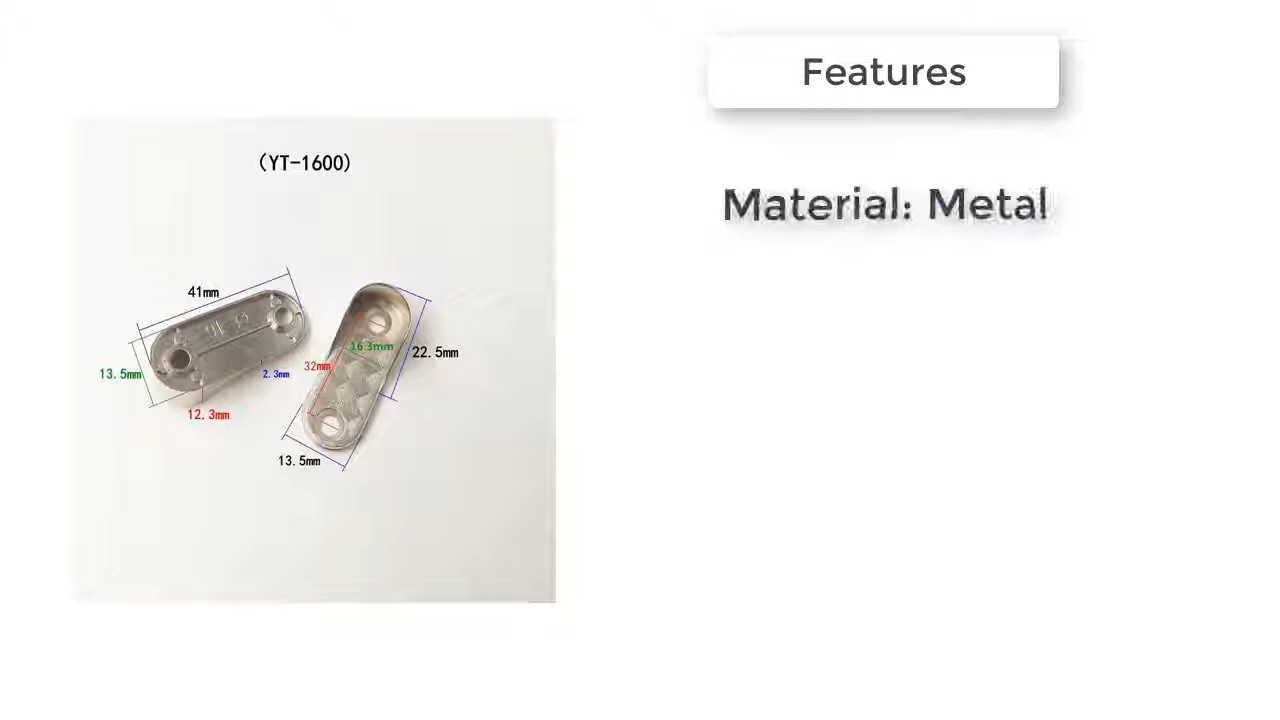 Features
Material: Metal
(YT-1600)
41mm
13.5mm
12.3mm
2.3mm
32mm
16.3mm
22.5mm
13.5mm